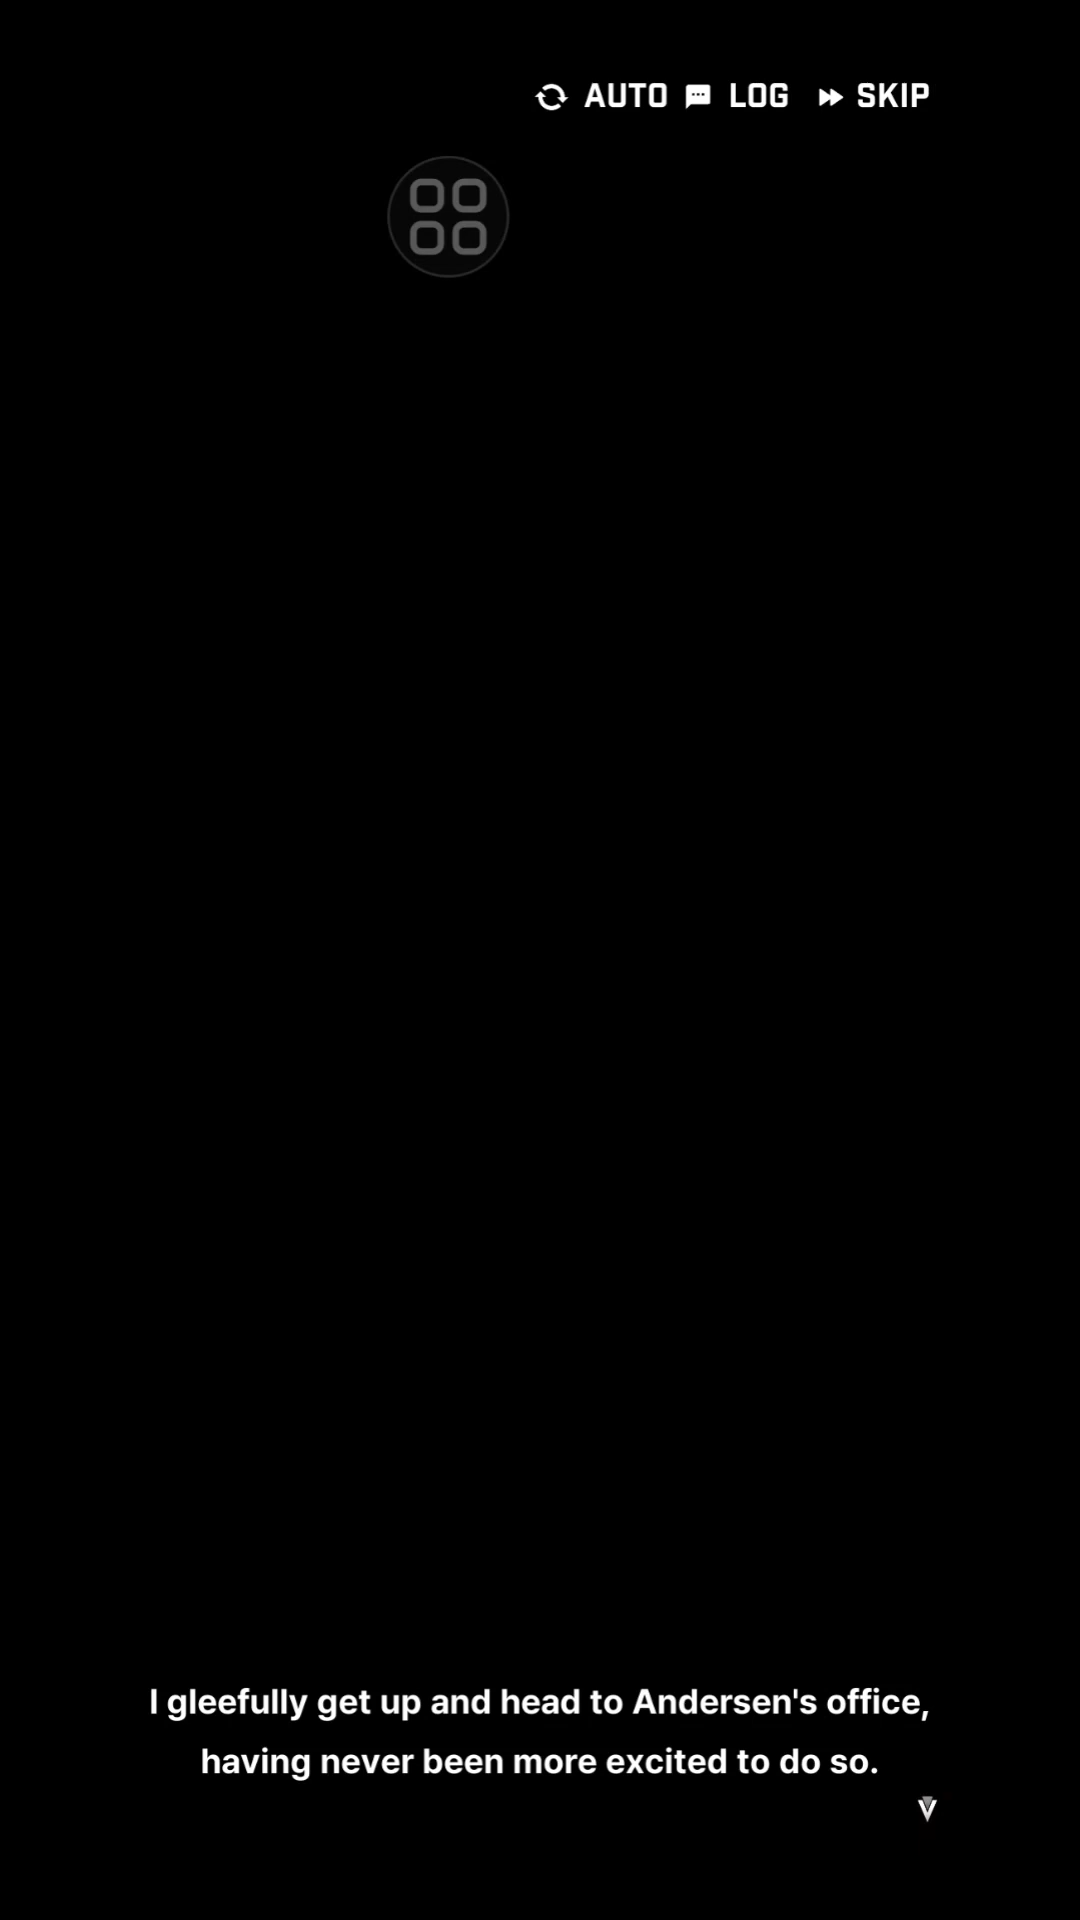 AUTO LOG SKIP
I gleefully get up and head to Andersen's office,
having never been more excited to do so.